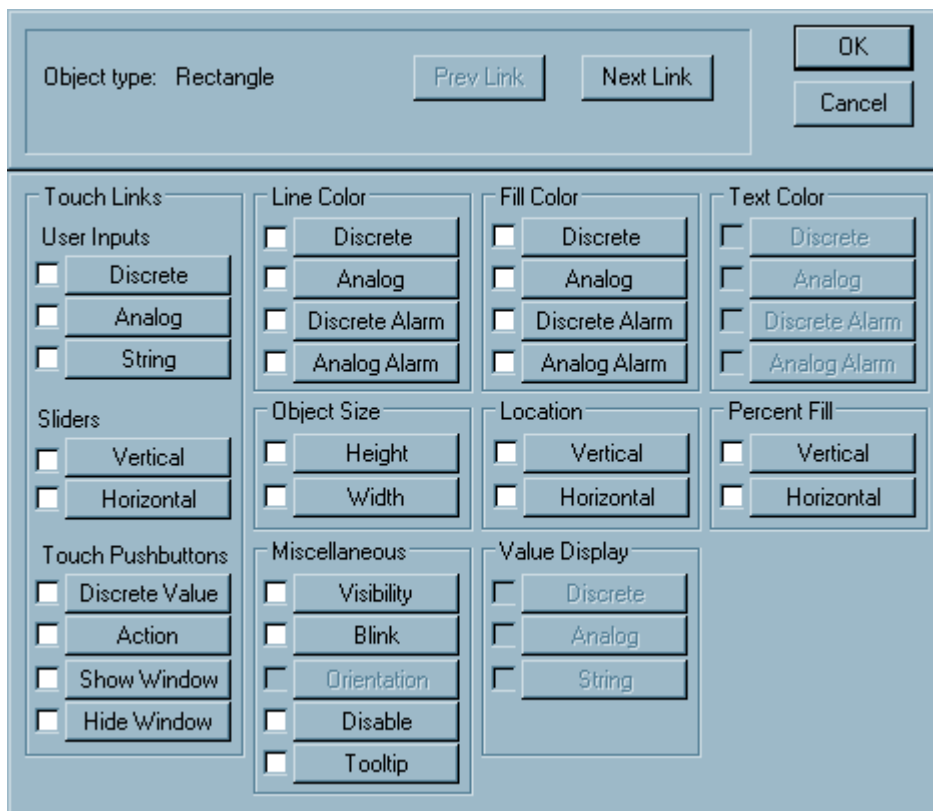 Object type: Rectangle
Prev Link
Next Link
OK
Cancel
Touch Links
User Inputs
Discrete
Analog
String
Sliders
Vertical
Horizontal
Touch Pushbuttons
Discrete Value
Action
Show Window
Hide Window
Line Color
Discrete
Analog
Discrete Alarm
Analog Alarm
Object Size
Height
Width
Miscellaneous
Visibility
Blink
Orientation
Disable
Tooltip
Fill Color
Discrete
Analog
Discrete Alarm
Analog Alarm
Location
Vertical
Horizontal
Value Display
Discrete
Analog
String
Text Color
Discrete
Analog
Discrete Alarm
Analog Alarm
Percent Fill
Vertical
Horizontal